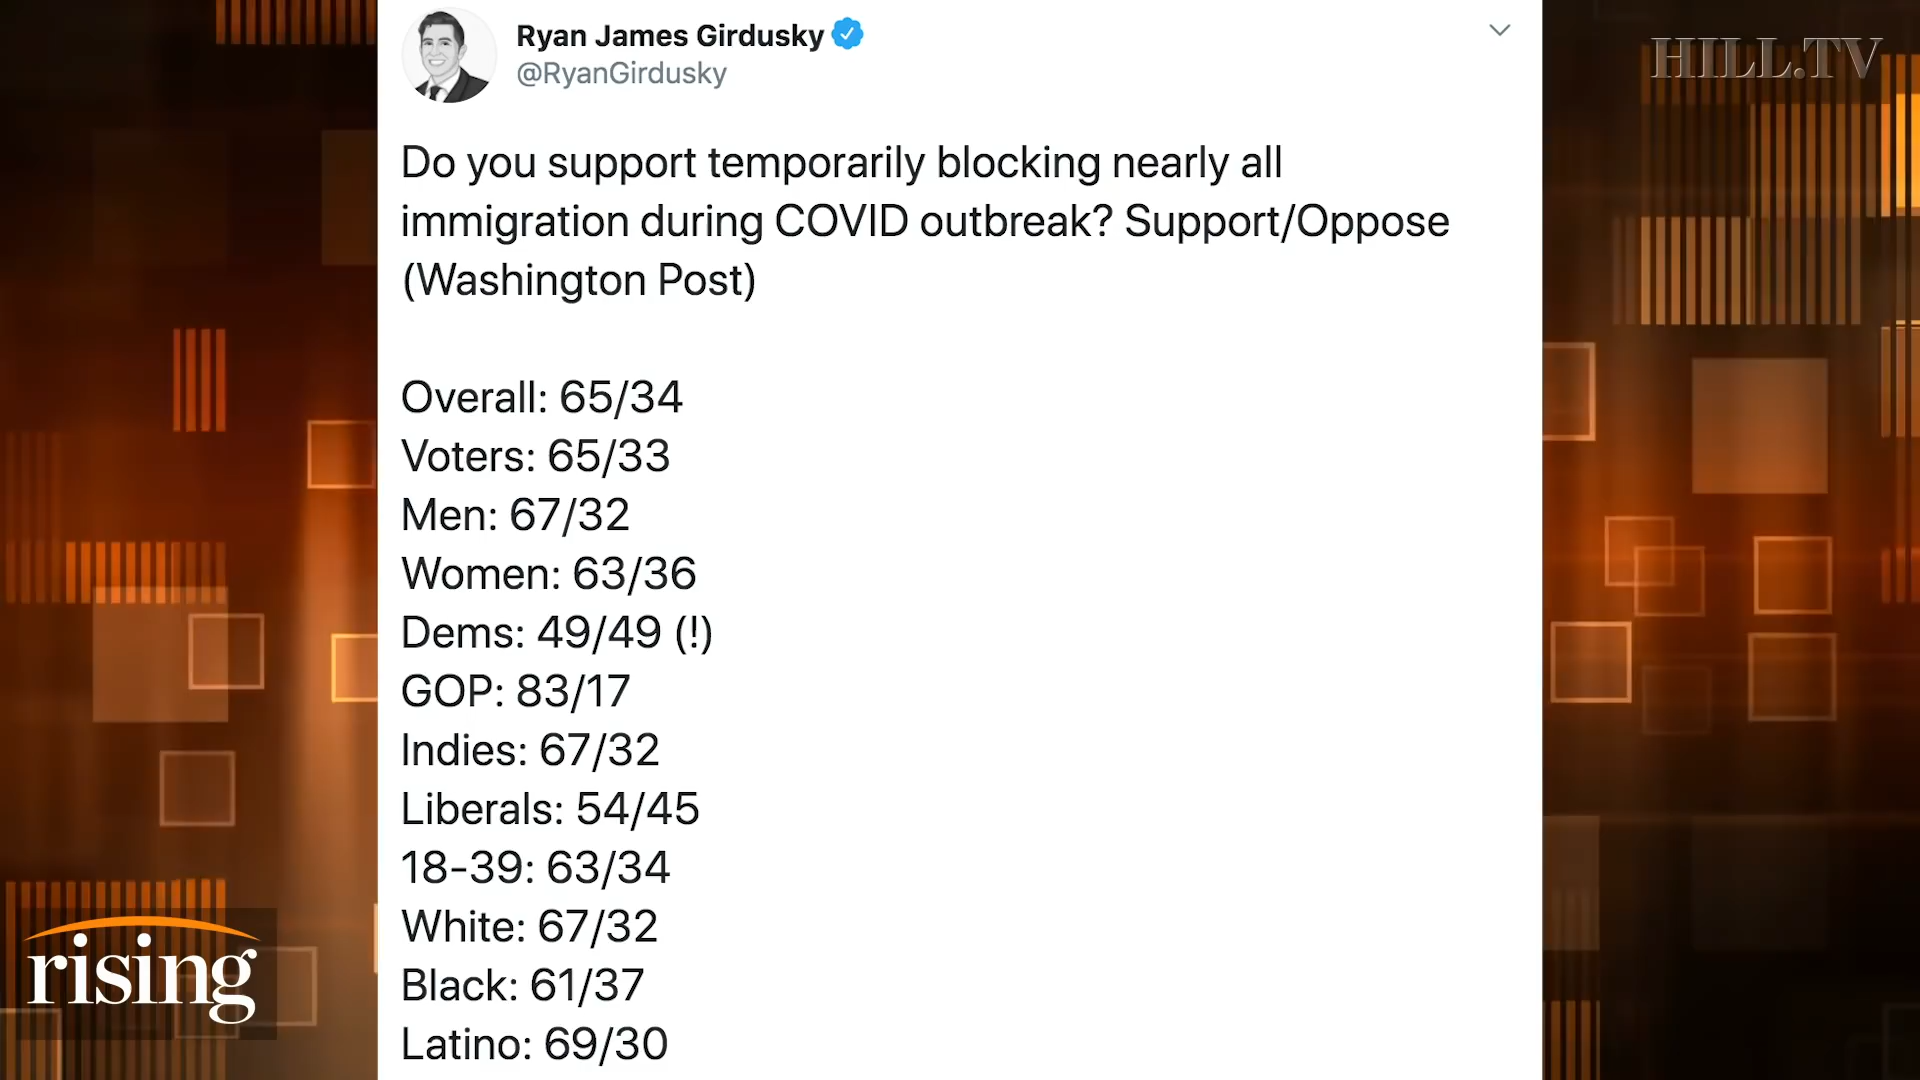 Ryan James Girdusky
@RyanGirdusky
HILL.TV
Do you support temporarily blocking nearly all
immigration during COVID outbreak? Support/Oppose
(Washington Post)
Overall: 65/34
Voters: 65/33
Men: 67/32
Women: 63/36
Dems: 49/49 (!)
GOP: 83/17
Indies: 67/32
Liberals: 54/45
18-39: 63/34
White: 67/32
Black: 61/37
Latino: 69/30
rising